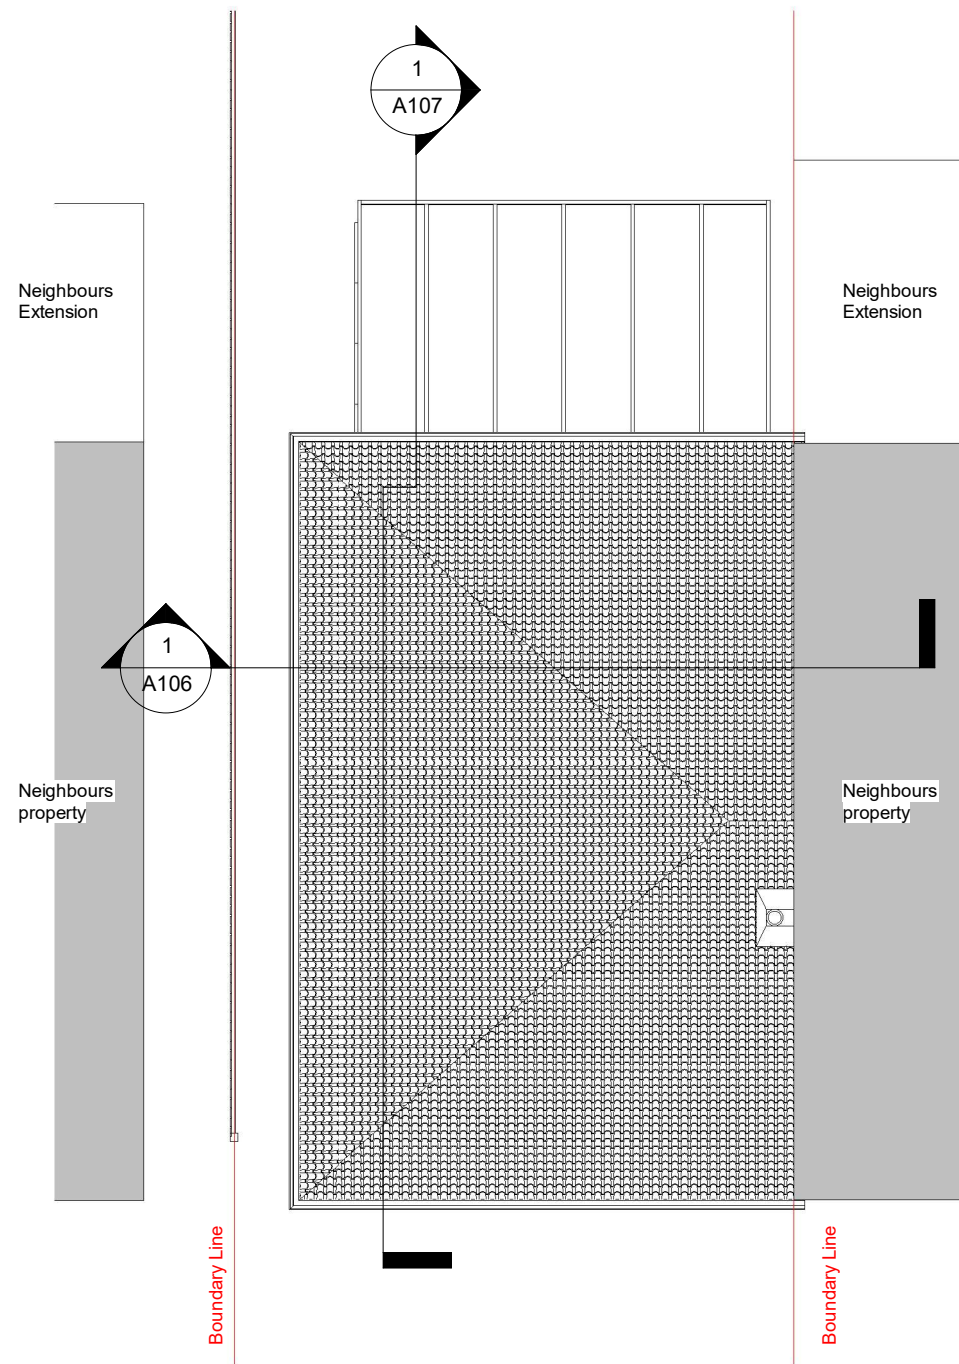 1
A107
Neighbours
Extension
Neighbours
Extension
1
A106
Neighbours
property
Neighbours
property
Boundary Line
Boundary Line